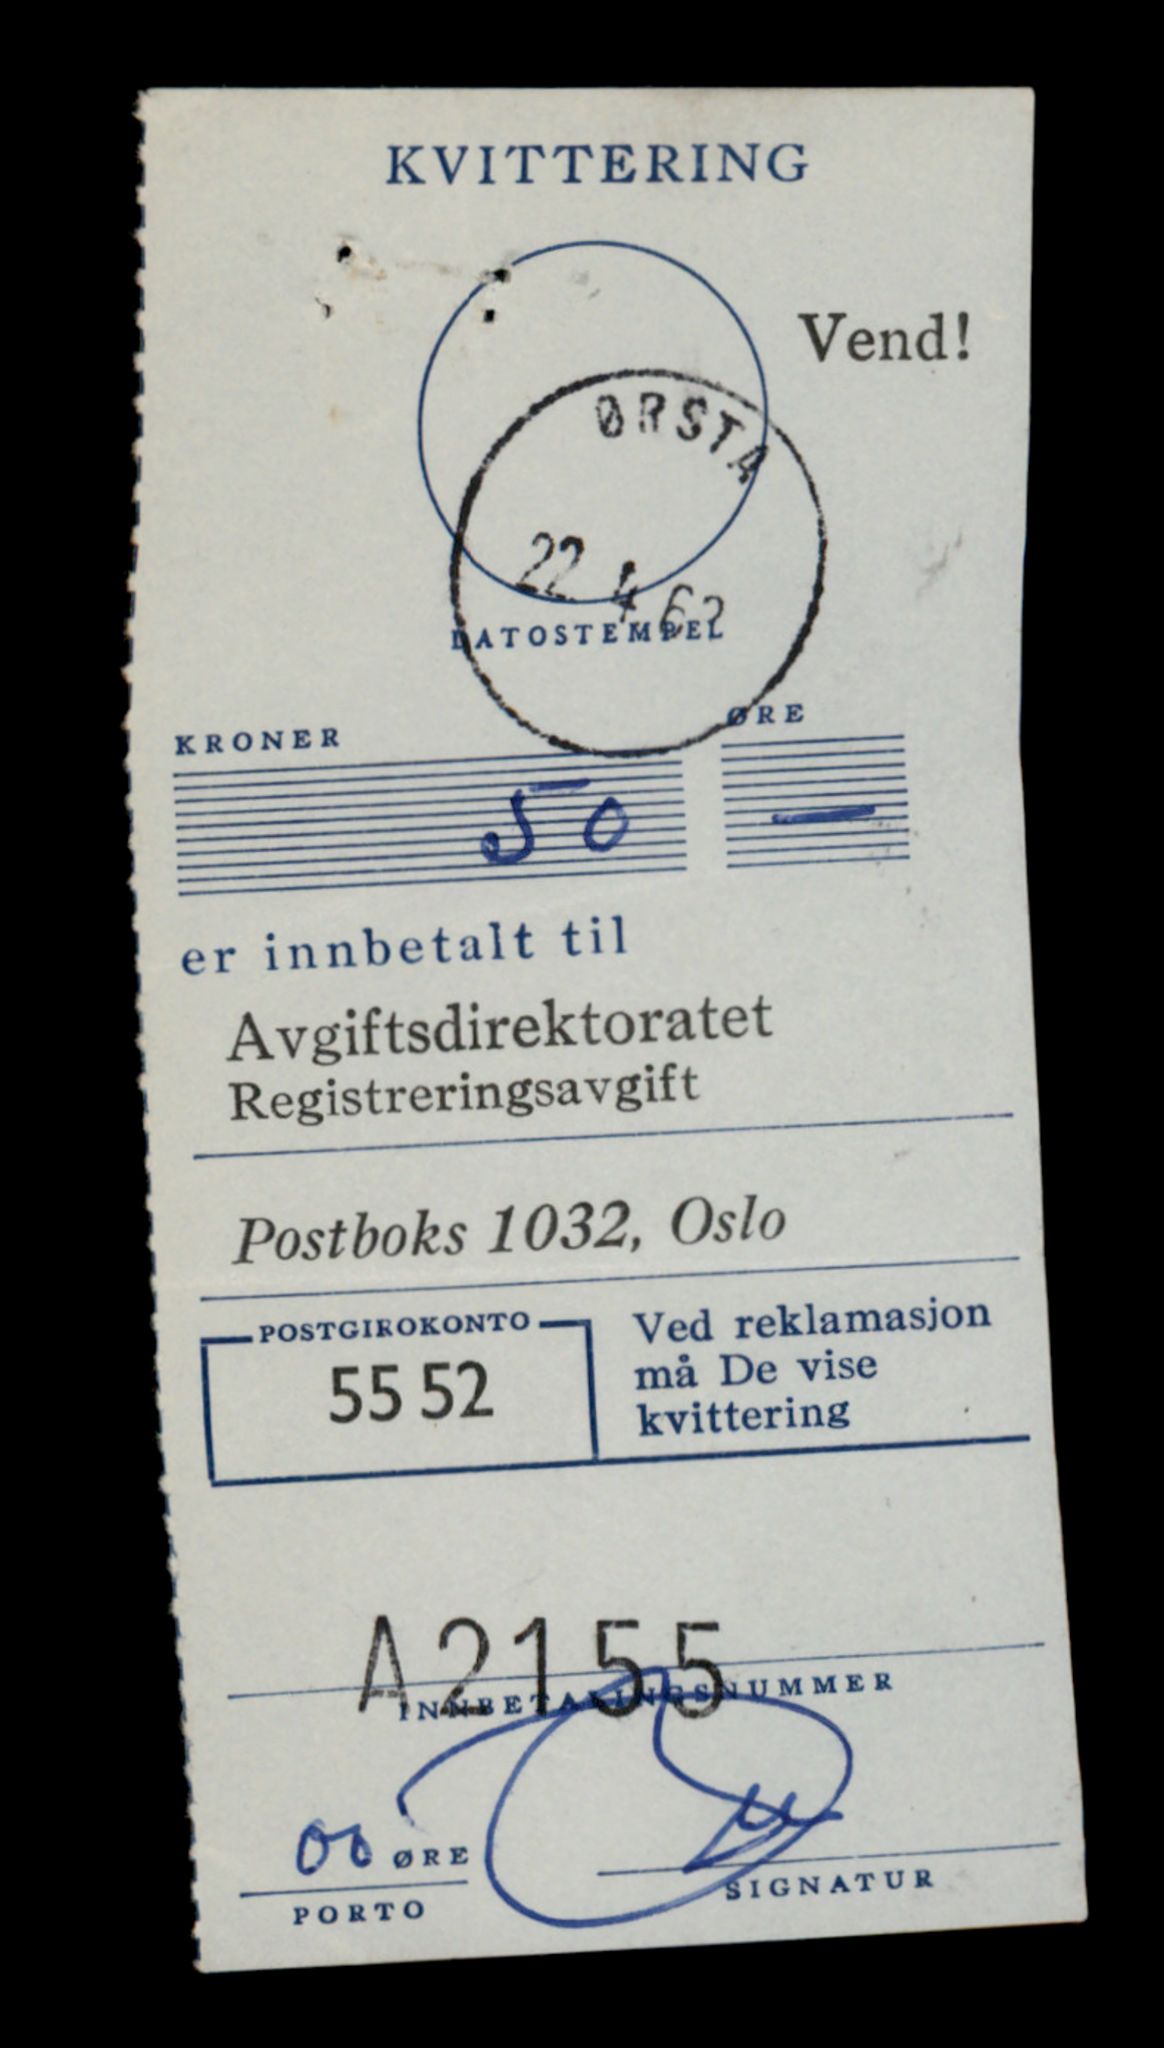 KVITTERING
Vend!
ØRSTA
22 4 6
DATOSTEMPEL
KRONER
ØRE
50
—
er innbetalt til
Avgiftsdirektoratet
Registreringsavgift
Postboks 1032, Oslo
POSTGIROKONTO
55 52
Ved reklamasjon
må De vise
kvittering
A2155
INNBETALINGSNUMMER
00 ØRE
PORTO
SIGNATUR